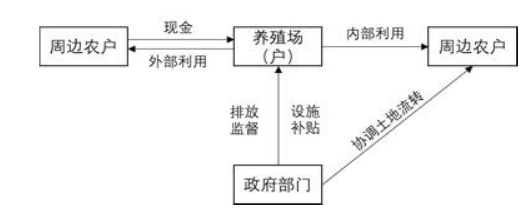 现金
周边农户
养殖场
（户）
内部利用
周边农户
外部利用
排放
监督
设施
补贴
协调土地流转
政府部门